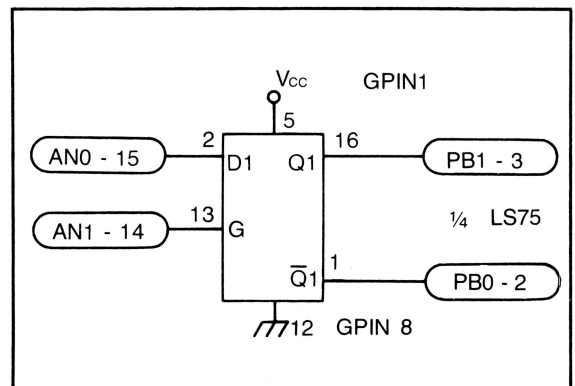 Vcc GPIN1
5
AN0 - 15 2 D1 Q1 16 PB1 - 3
AN1 - 14 13 G ¼ LS75
Q̅1 1 PB0 - 2
12 GPIN 8